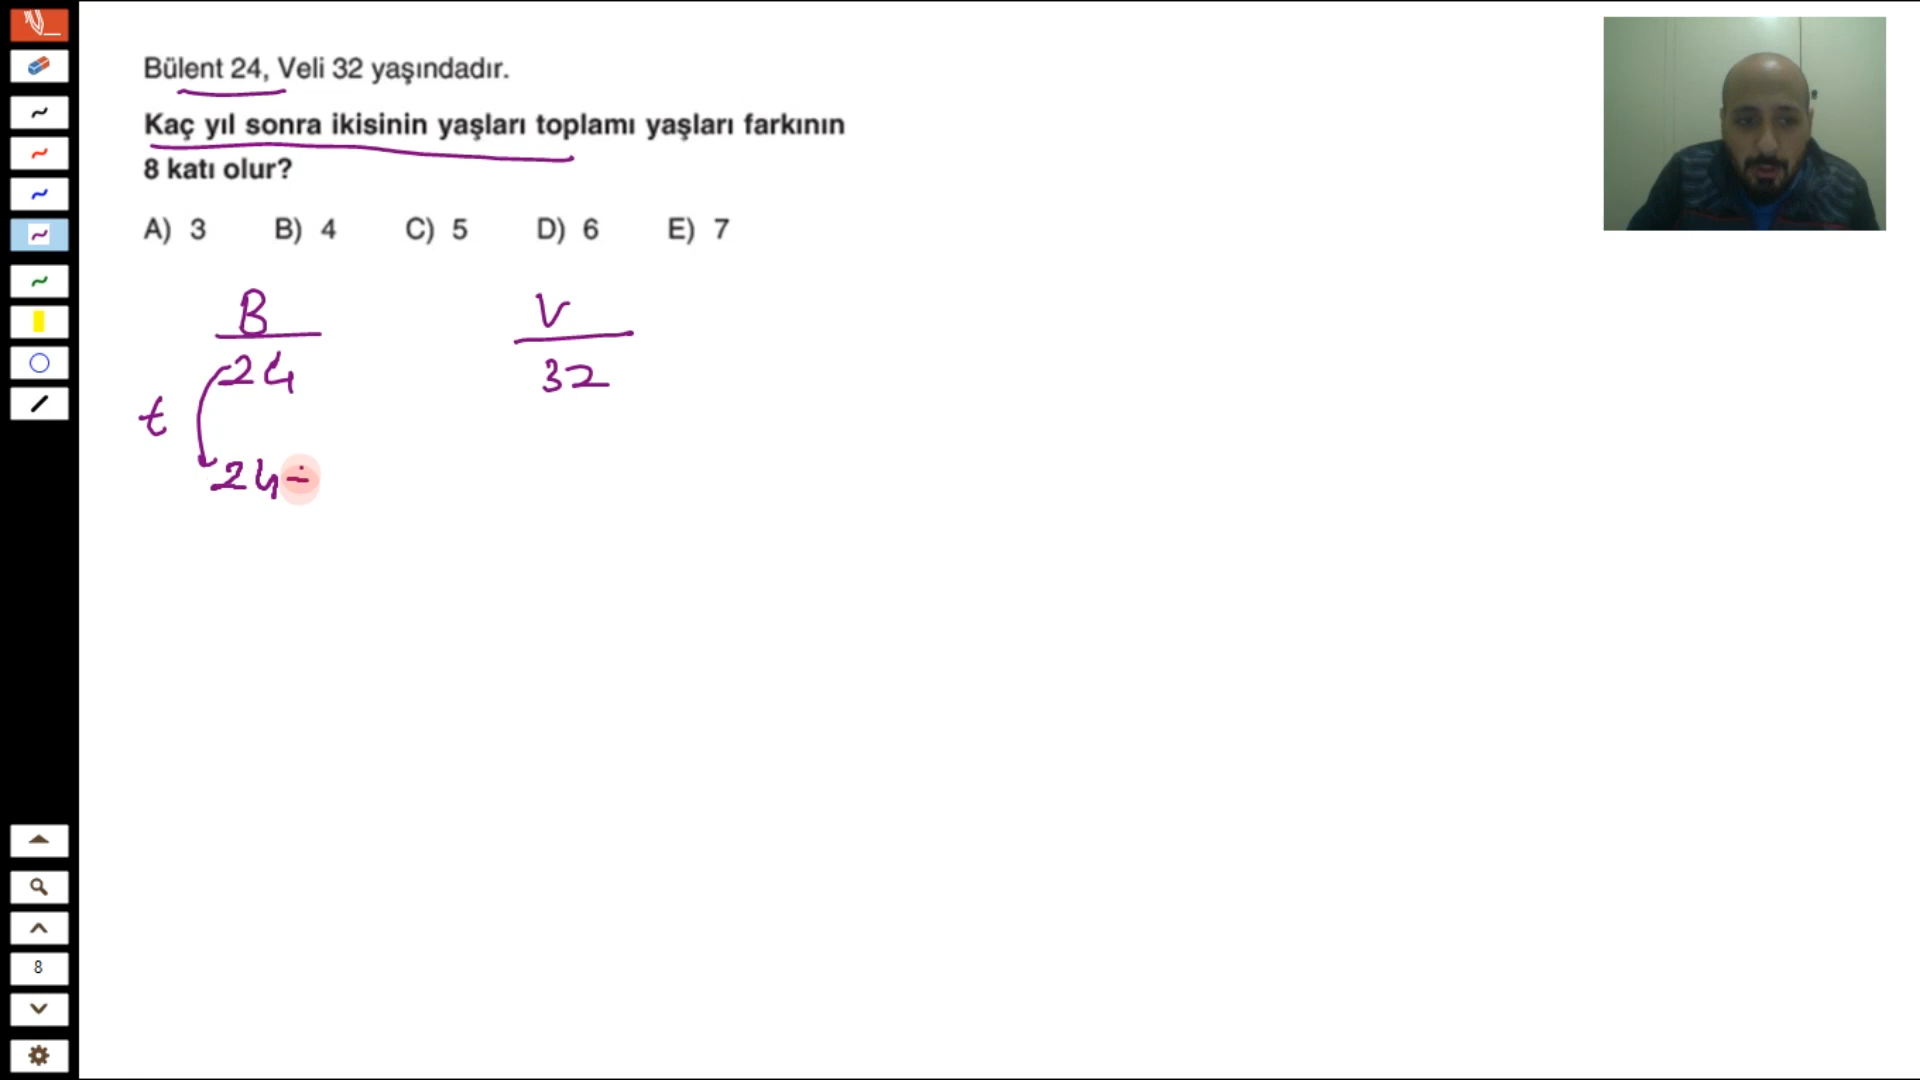 Bülent 24, Veli 32 yaşındadır.
Kaç yıl sonra ikisinin yaşları toplamı yaşları farkının
8 katı olur?
A) 3 B) 4 C) 5 D) 6 E) 7
B V
24 32
t
24+
8